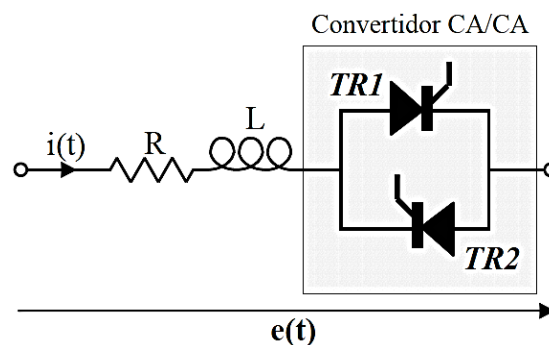 Convertidor CA/CA
TR1
L
i(t)
R
TR2
e(t)